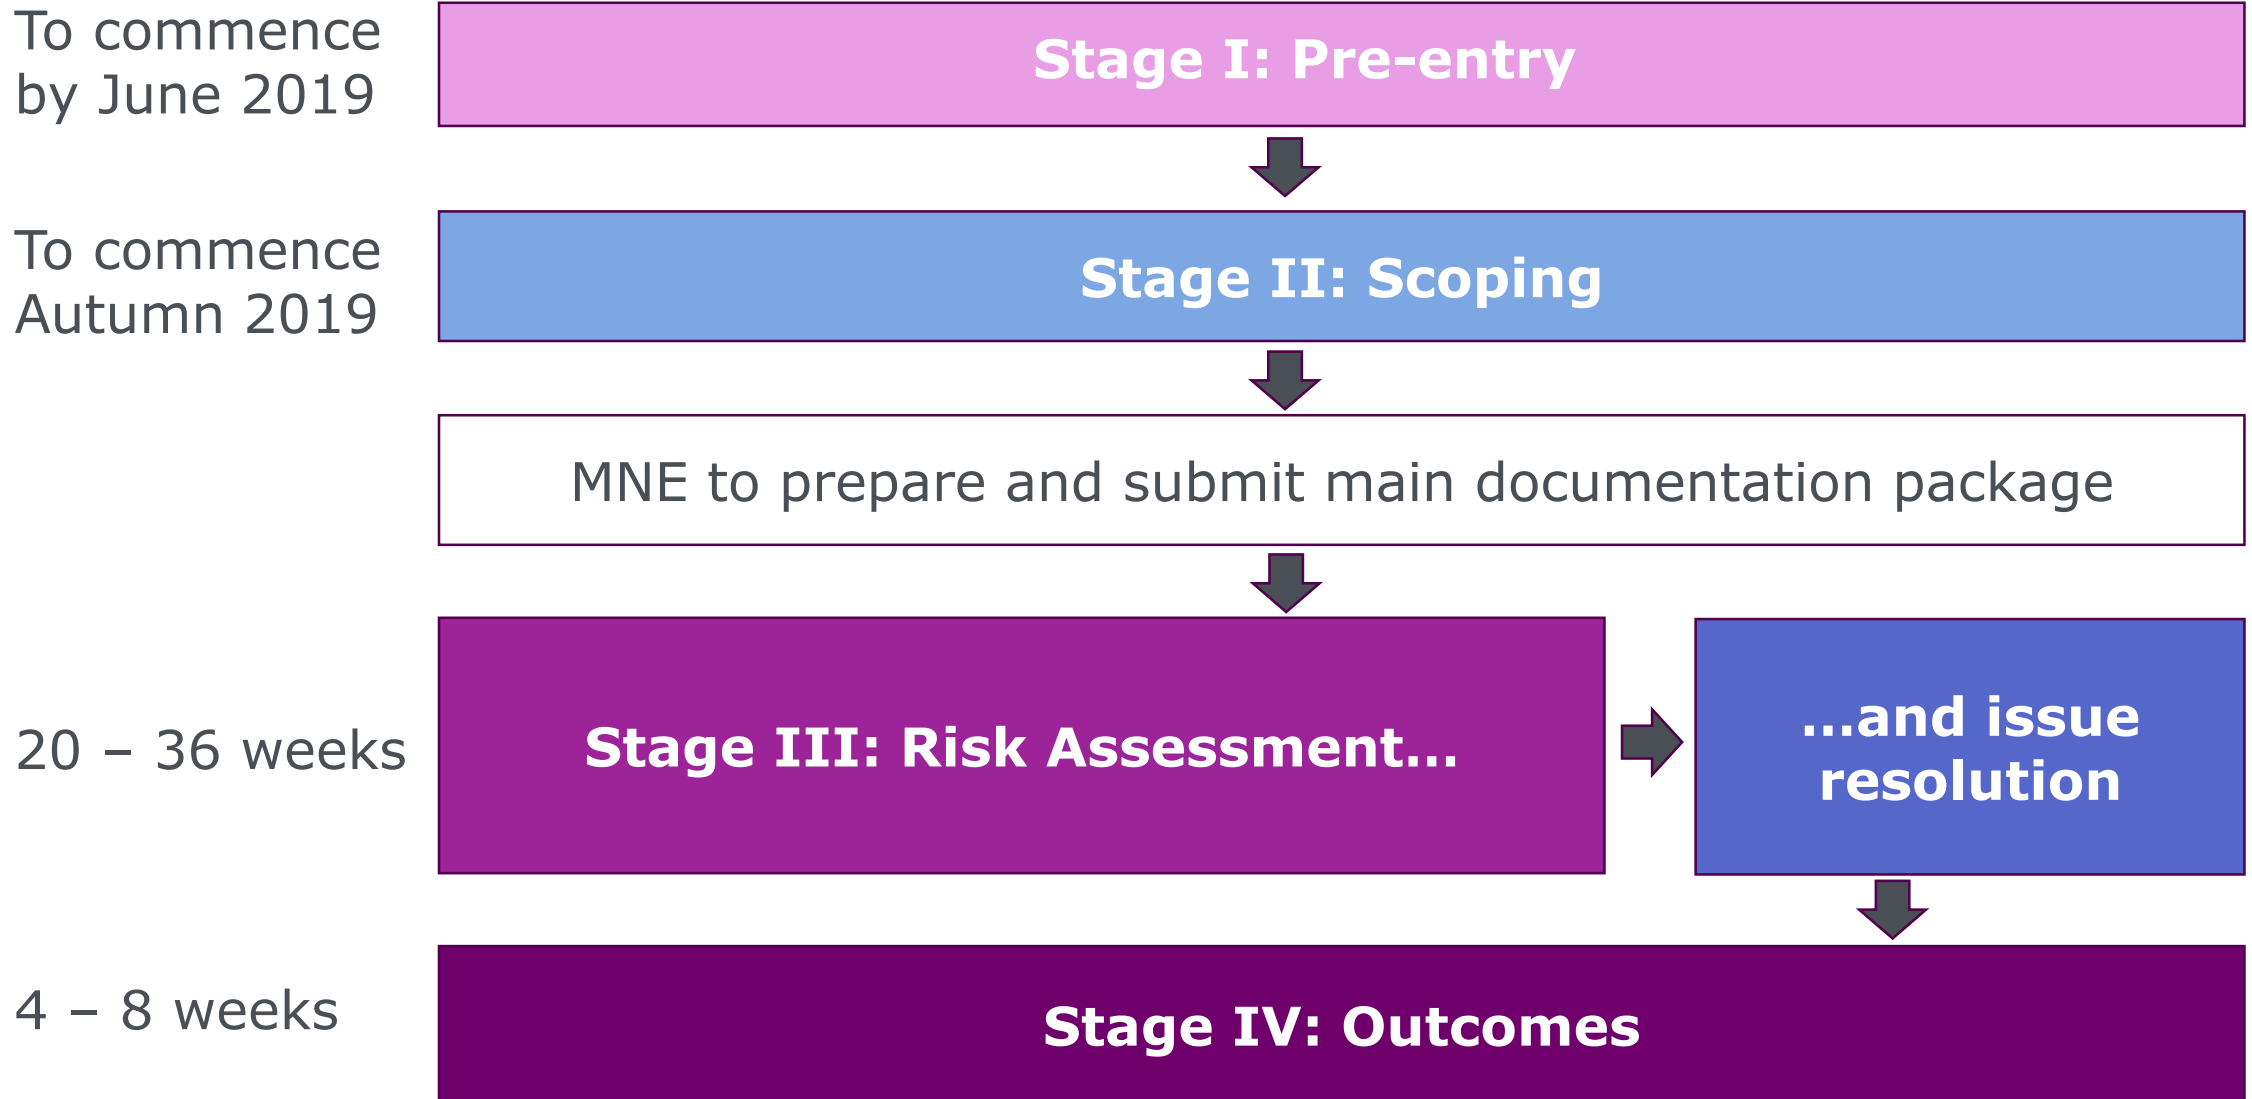 To commence
by June 2019
Stage I: Pre-entry
To commence
Autumn 2019
Stage II: Scoping
MNE to prepare and submit main documentation package
20 – 36 weeks
Stage III: Risk Assessment…
…and issue
resolution
4 – 8 weeks
Stage IV: Outcomes